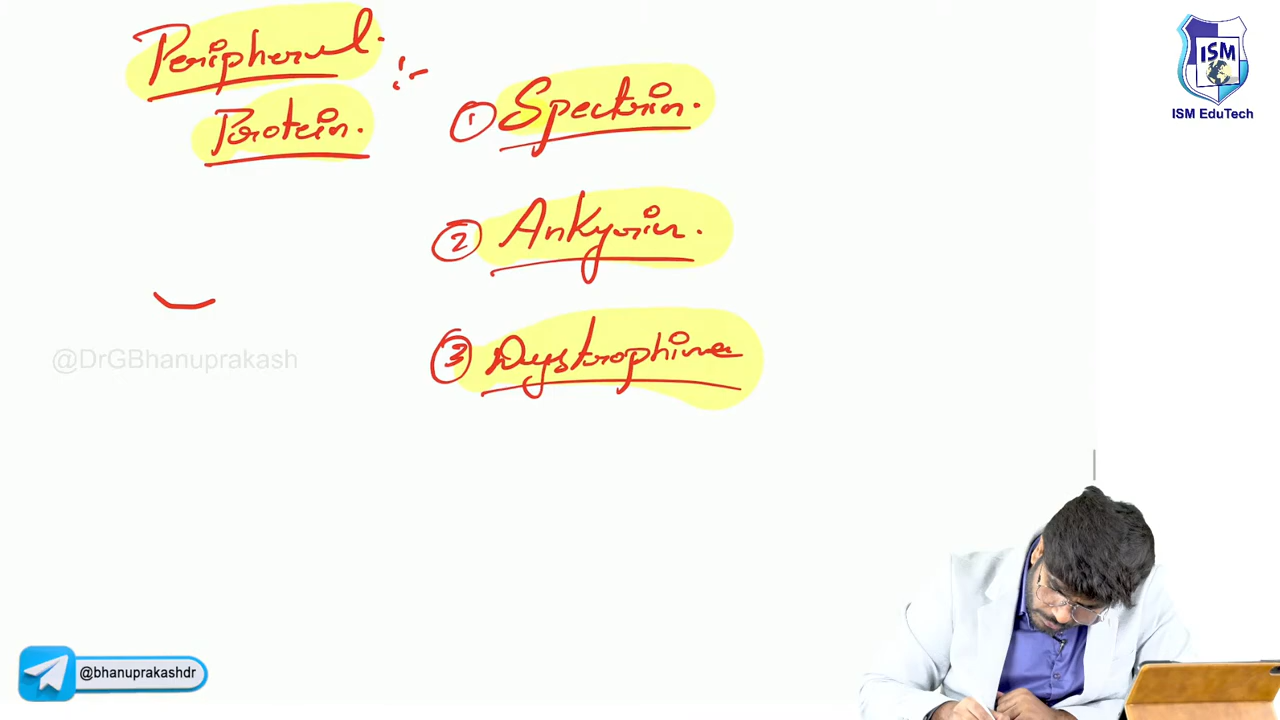 Peripheral
Protein.
① Spectrin.
② Ankyrin.
③ Dystrophine
ISM
ISM EduTech
@DrGBhanuprakash
@bhanuprakashdr